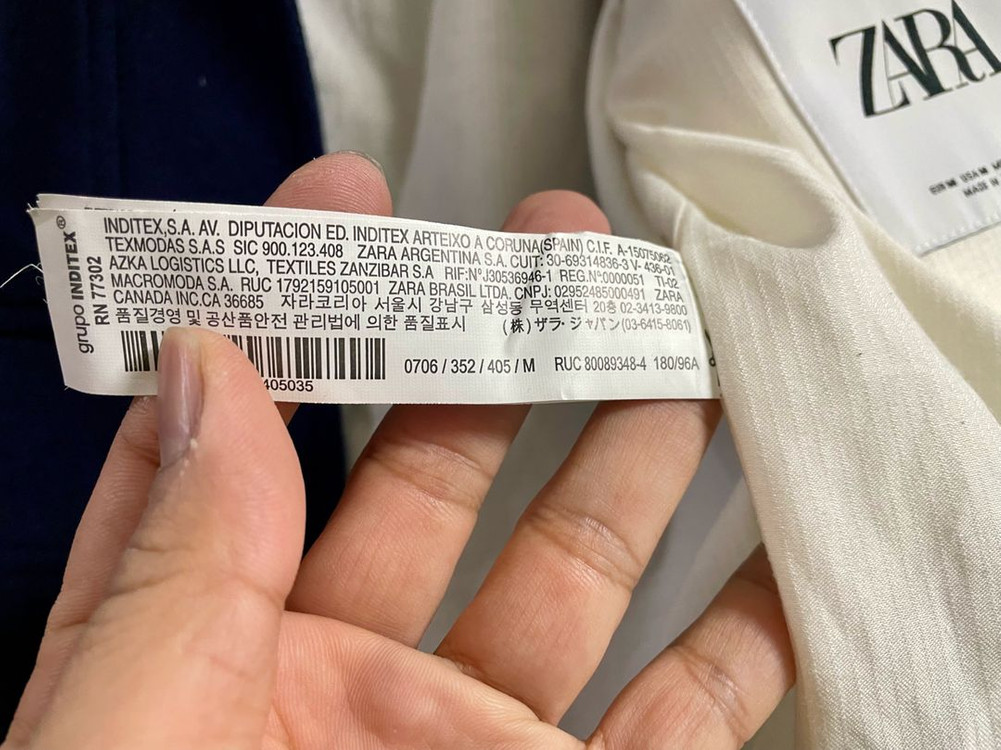 ZARA
EUR M USA M M
MADE IN
grupo INDITEX®
RN 77302
INDITEX,S.A. AV. DIPUTACION ED. INDITEX ARTEIXO A CORUNA(SPAIN) C.I.F. A-15075062
TEXMODAS S.A.S SIC 900.123.408 ZARA ARGENTINA S.A. CUIT: 30-69314836-3 V- 436-01
AZKA LOGISTICS LLC, TEXTILES ZANZIBAR S.A RIF:N°J30536946-1 REG.N°0000051 TI-02
MACROMODA S.A. RUC 1792159105001 ZARA BRASIL LTDA. CNPJ: 02952485000491 ZARA
CANADA INC.CA 36685 자라코리아 서울시 강남구 삼성동 무역센터 20층 02-3413-9800
품질경영 및 공산품안전 관리법에 의한 품질표시 (株) ザラ・ジャパン(03-6415-8061)
0706 / 352 / 405 / M RUC 80089348-4 180/96A
405035